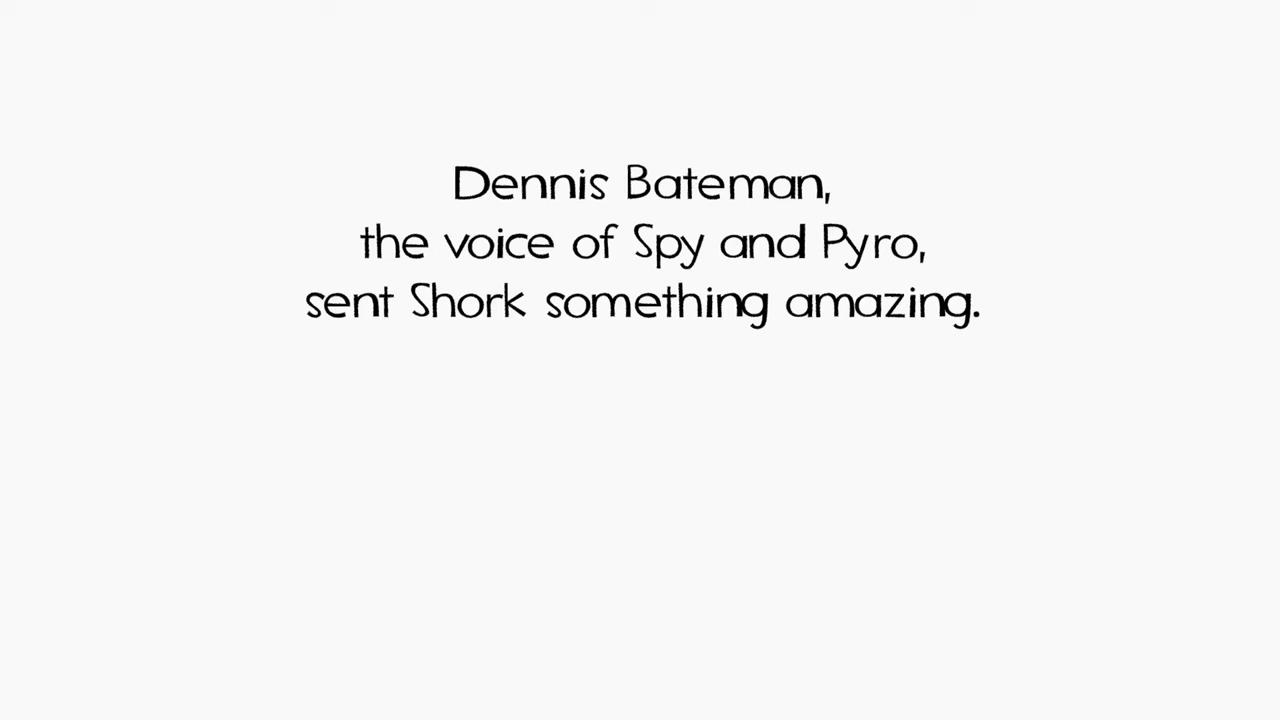 Dennis Bateman,
the voice of Spy and Pyro,
sent Shork something amazing.